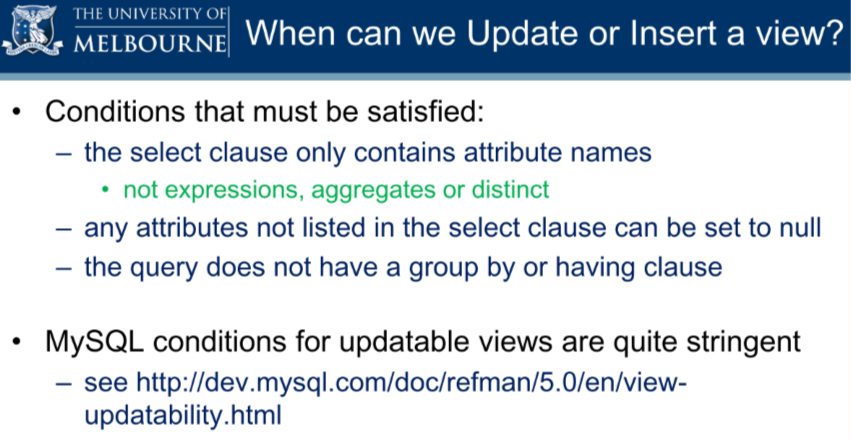 THE UNIVERSITY OF
MELBOURNE
When can we Update or Insert a view?
• Conditions that must be satisfied:
– the select clause only contains attribute names
• not expressions, aggregates or distinct
– any attributes not listed in the select clause can be set to null
– the query does not have a group by or having clause
• MySQL conditions for updatable views are quite stringent
– see http://dev.mysql.com/doc/refman/5.0/en/view-
updatability.html